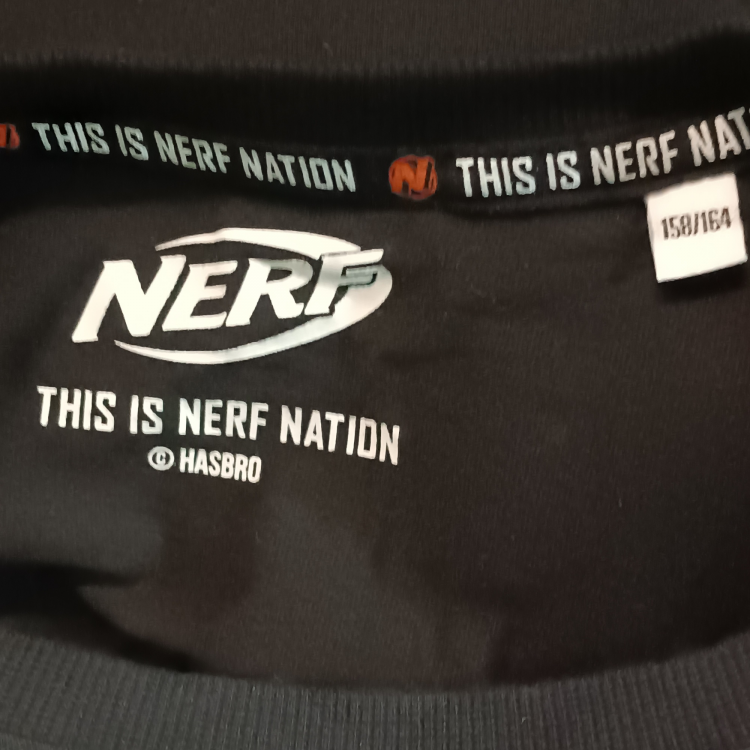 THIS IS NERF NATION
THIS IS NERF NAT
158/164
NERF
THIS IS NERF NATION
© HASBRO